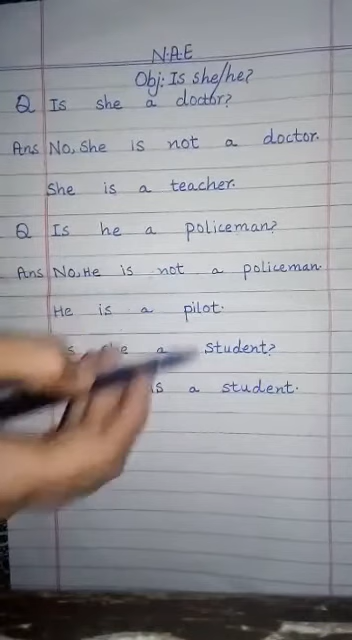 N.A.E
Obj: Is she/he?
Q Is she a doctor?
Ans No, She is not a doctor.
She is a teacher.
Q Is he a policeman?
Ans No, He is not a policeman.
He is a pilot.
a student?
is a student.